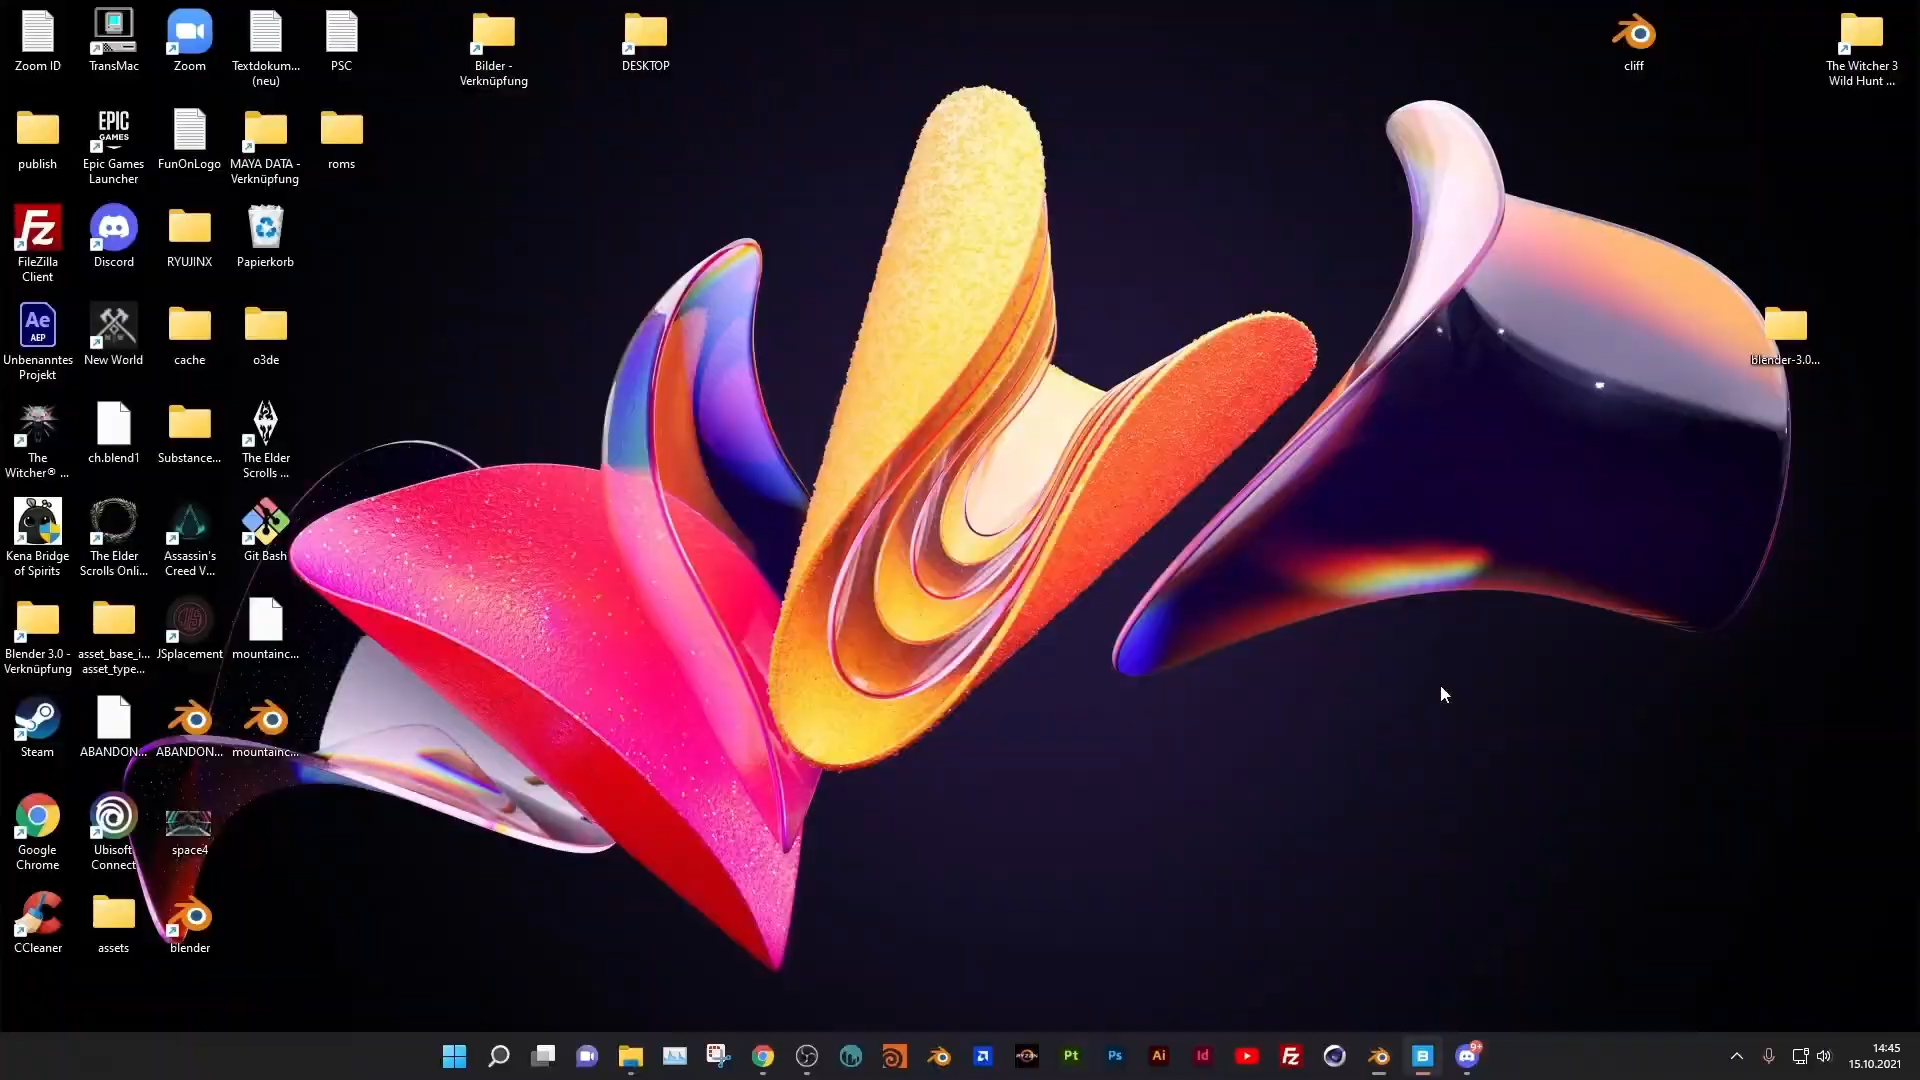 Zoom ID
TransMac
Zoom
Textdokum...
(neu)
PSC
Bilder -
Verknüpfung
DESKTOP
cliff
The Witcher 3
Wild Hunt ...
publish
EPIC
GAMES
Epic Games
Launcher
FunOnLogo
MAYA DATA -
Verknüpfung
roms
Fz
FileZilla
Client
Discord
RYUJINX
Papierkorb
Ae
AEP
Unbenanntes
Projekt
New World
cache
o3de
blender-3.0...
The
Witcher® ...
ch.blend1
Substance...
The Elder
Scrolls ...
Kena Bridge
of Spirits
The Elder
Scrolls Onli...
Assassin's
Creed V...
Git Bash
Blender 3.0 -
Verknüpfung
asset_base_i...
asset_type...
JSplacement
mountainc...
Steam
ABANDON...
ABANDON...
mountainc...
Google
Chrome
Ubisoft
Connect
space4
CCleaner
assets
blender
RYZEN
Pt
Ps
Ai
Id
Fz
B
9+
14:45
15.10.2021